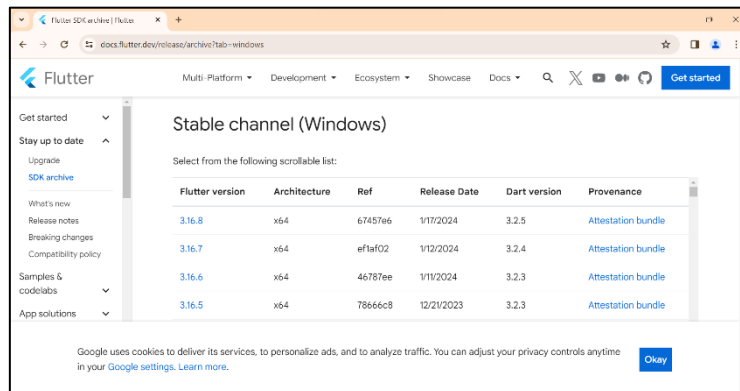 Flutter SDK archive | Flutter
docs.flutter.dev/release/archive?tab=windows
Flutter
Multi-Platform Development Ecosystem Showcase Docs Get started
Get started
Stay up to date
Upgrade
SDK archive
What's new
Release notes
Breaking changes
Compatibility policy
Samples &
codelabs
App solutions
Stable channel (Windows)
Select from the following scrollable list:
Flutter version Architecture Ref Release Date Dart version Provenance
3.16.8 x64 67457e6 1/17/2024 3.2.5 Attestation bundle
3.16.7 x64 ef1af02 1/12/2024 3.2.4 Attestation bundle
3.16.6 x64 46787ee 1/11/2024 3.2.3 Attestation bundle
3.16.5 x64 78666c8 12/21/2023 3.2.3 Attestation bundle
Google uses cookies to deliver its services, to personalize ads, and to analyze traffic. You can adjust your privacy controls anytime
in your Google settings. Learn more.
Okay